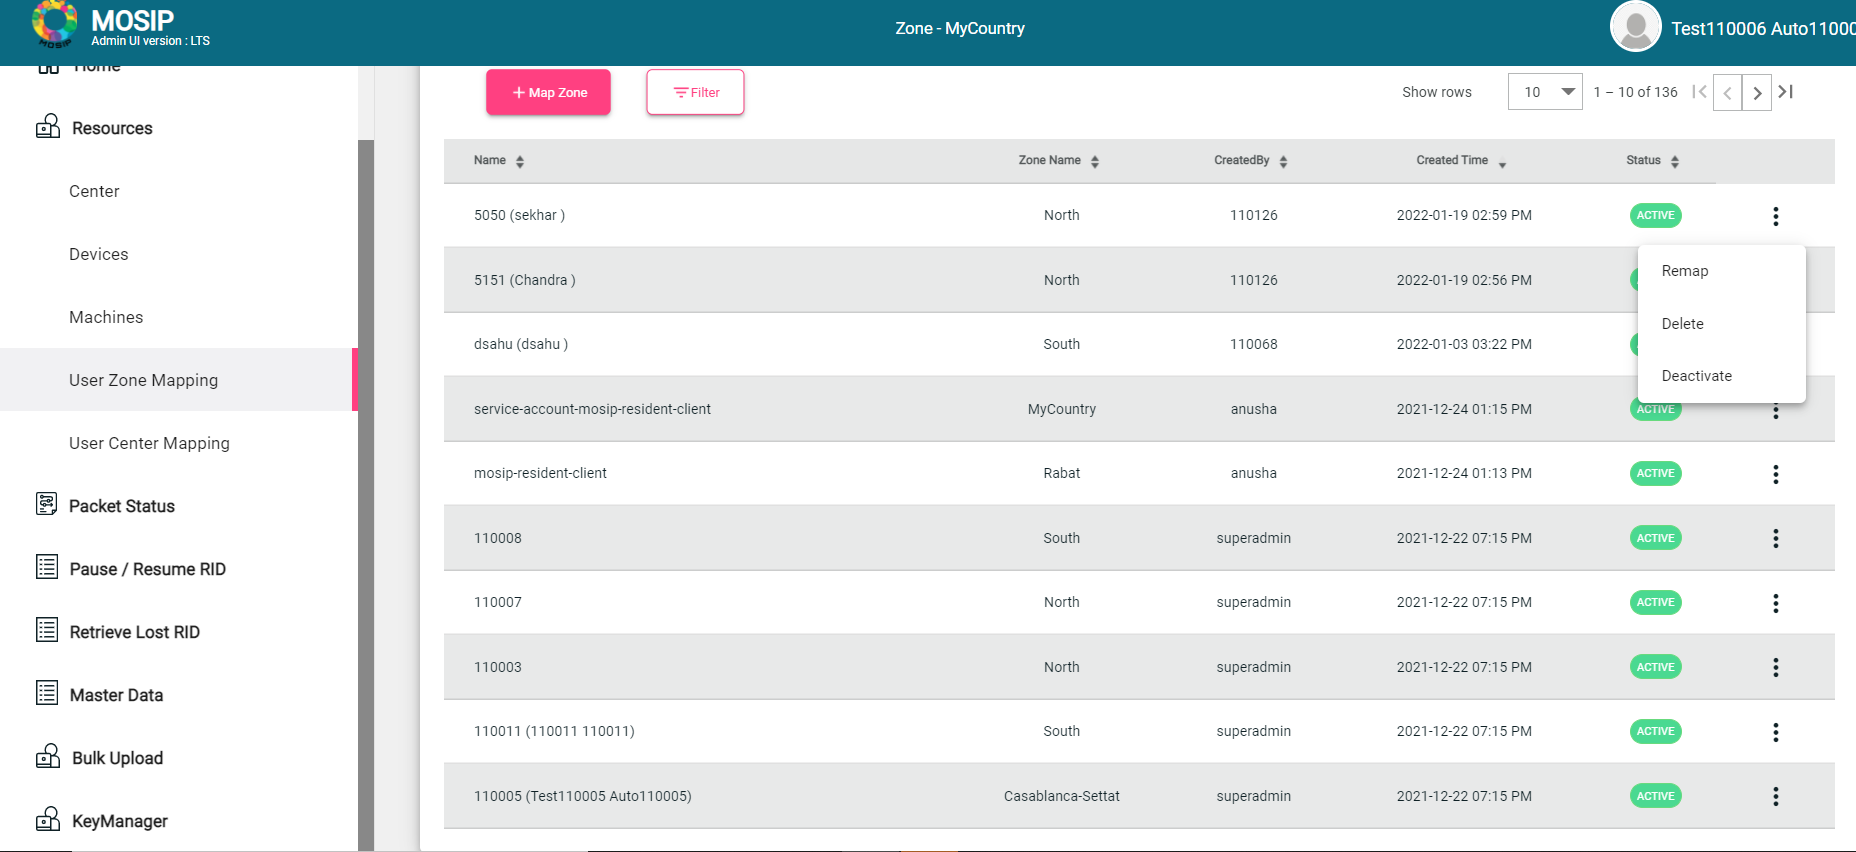 MOSIP
Admin UI version : LTS
Zone - MyCountry
Test110006 Auto11000
Home
Resources
Center
Devices
Machines
User Zone Mapping
User Center Mapping
Packet Status
Pause / Resume RID
Retrieve Lost RID
Master Data
Bulk Upload
KeyManager
+ Map Zone
Filter
Show rows 10 1 – 10 of 136
Name Zone Name CreatedBy Created Time Status
5050 (sekhar ) North 110126 2022-01-19 02:59 PM ACTIVE
5151 (Chandra ) North 110126 2022-01-19 02:56 PM
dsahu (dsahu ) South 110068 2022-01-03 03:22 PM
service-account-mosip-resident-client MyCountry anusha 2021-12-24 01:15 PM ACTIVE
mosip-resident-client Rabat anusha 2021-12-24 01:13 PM ACTIVE
110008 South superadmin 2021-12-22 07:15 PM ACTIVE
110007 North superadmin 2021-12-22 07:15 PM ACTIVE
110003 North superadmin 2021-12-22 07:15 PM ACTIVE
110011 (110011 110011) South superadmin 2021-12-22 07:15 PM ACTIVE
110005 (Test110005 Auto110005) Casablanca-Settat superadmin 2021-12-22 07:15 PM ACTIVE
Remap
Delete
Deactivate